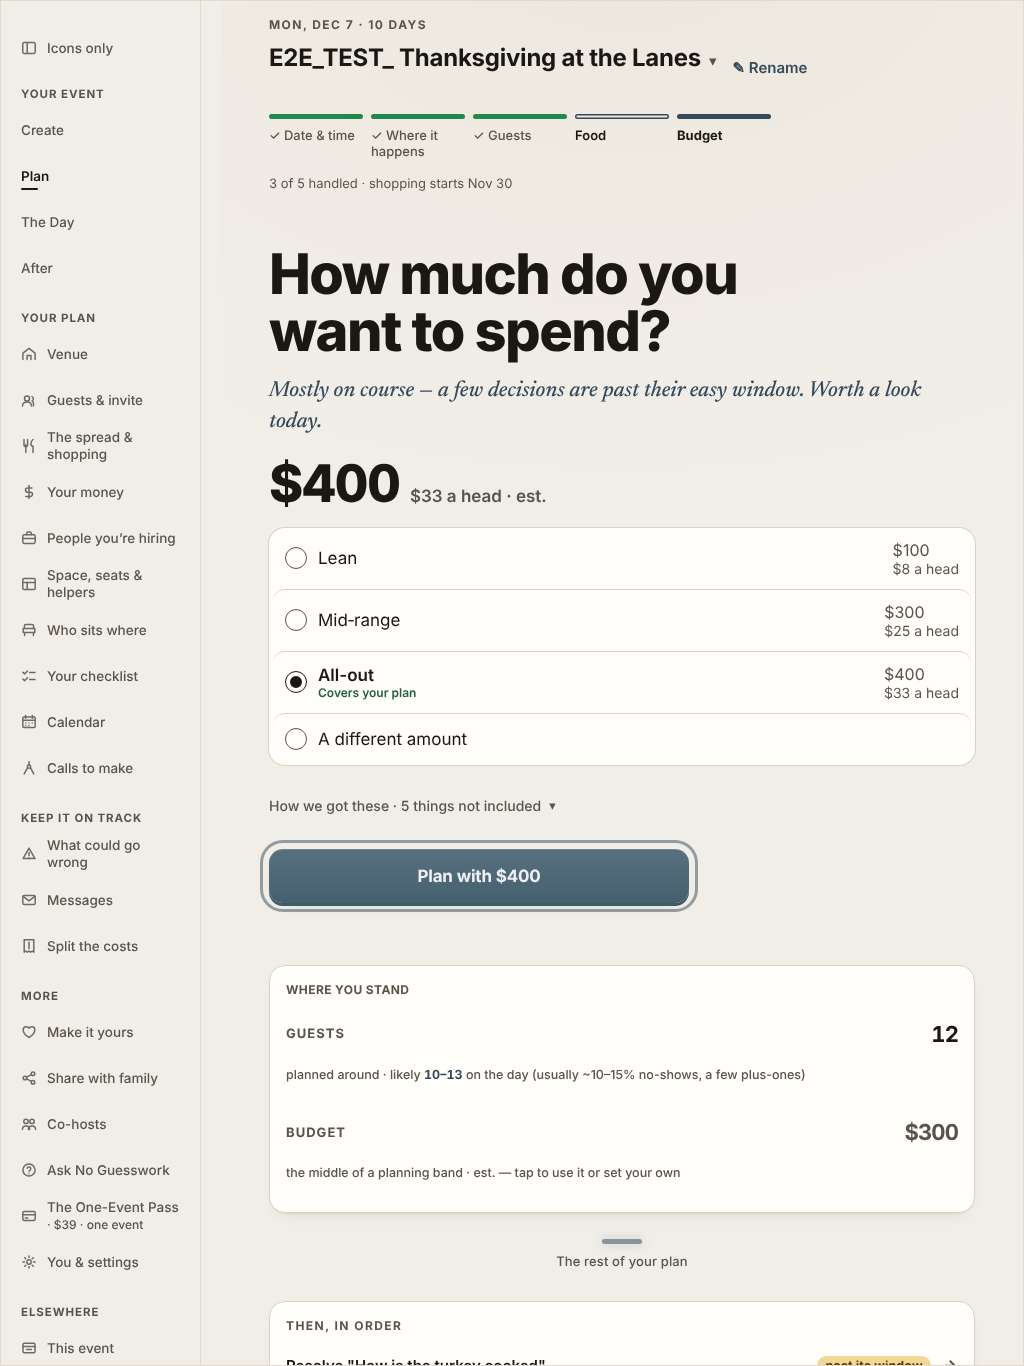 Icons only
YOUR EVENT
Create
Plan
The Day
After
YOUR PLAN
Venue
Guests & invite
The spread &
shopping
Your money
People you're hiring
Space, seats &
helpers
Who sits where
Your checklist
Calendar
Calls to make
KEEP IT ON TRACK
What could go
wrong
Messages
Split the costs
MORE
Make it yours
Share with family
Co-hosts
Ask No Guesswork
The One-Event Pass
· $39 · one event
You & settings
ELSEWHERE
This event
MON, DEC 7 · 10 DAYS
E2E_TEST_ Thanksgiving at the Lanes ▾ ✎ Rename
✓ Date & time
✓ Where it
happens
✓ Guests
Food
Budget
3 of 5 handled · shopping starts Nov 30
How much do you
want to spend?
Mostly on course — a few decisions are past their easy window. Worth a look
today.
$400 $33 a head · est.
Lean
$100
$8 a head
Mid-range
$300
$25 a head
All-out
Covers your plan
$400
$33 a head
A different amount
How we got these · 5 things not included ▾
Plan with $400
WHERE YOU STAND
GUESTS 12
planned around · likely 10–13 on the day (usually ~10–15% no-shows, a few plus-ones)
BUDGET $300
the middle of a planning band · est. — tap to use it or set your own
The rest of your plan
THEN, IN ORDER
Resolve "How is the turkey cooked" past its window →